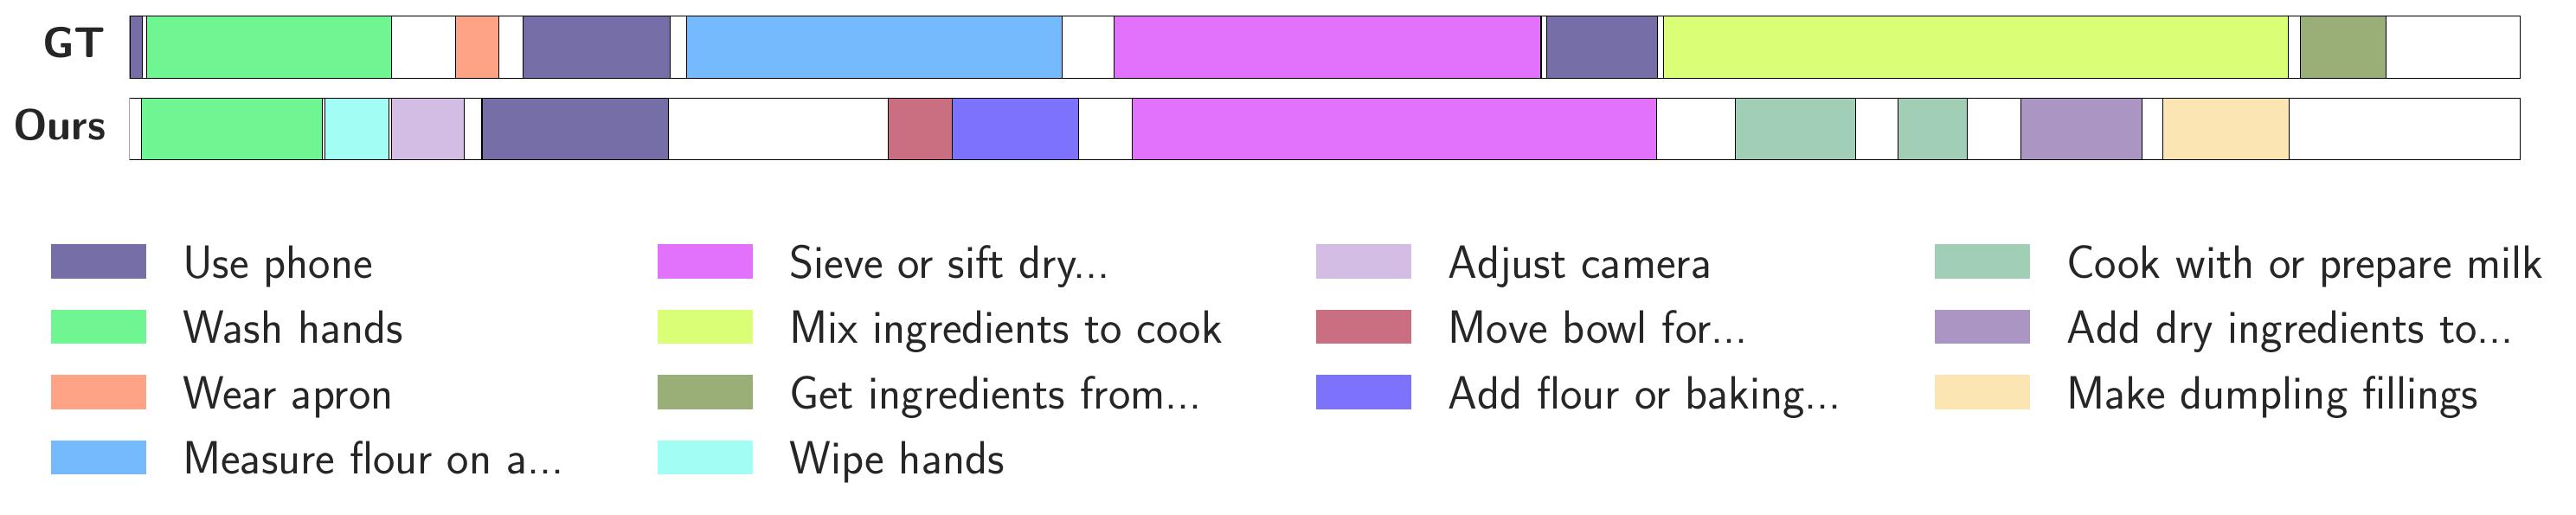 GT
Ours
Use phone
Sieve or sift dry...
Adjust camera
Cook with or prepare milk
Wash hands
Mix ingredients to cook
Move bowl for...
Add dry ingredients to...
Wear apron
Get ingredients from...
Add flour or baking...
Make dumpling fillings
Measure flour on a...
Wipe hands